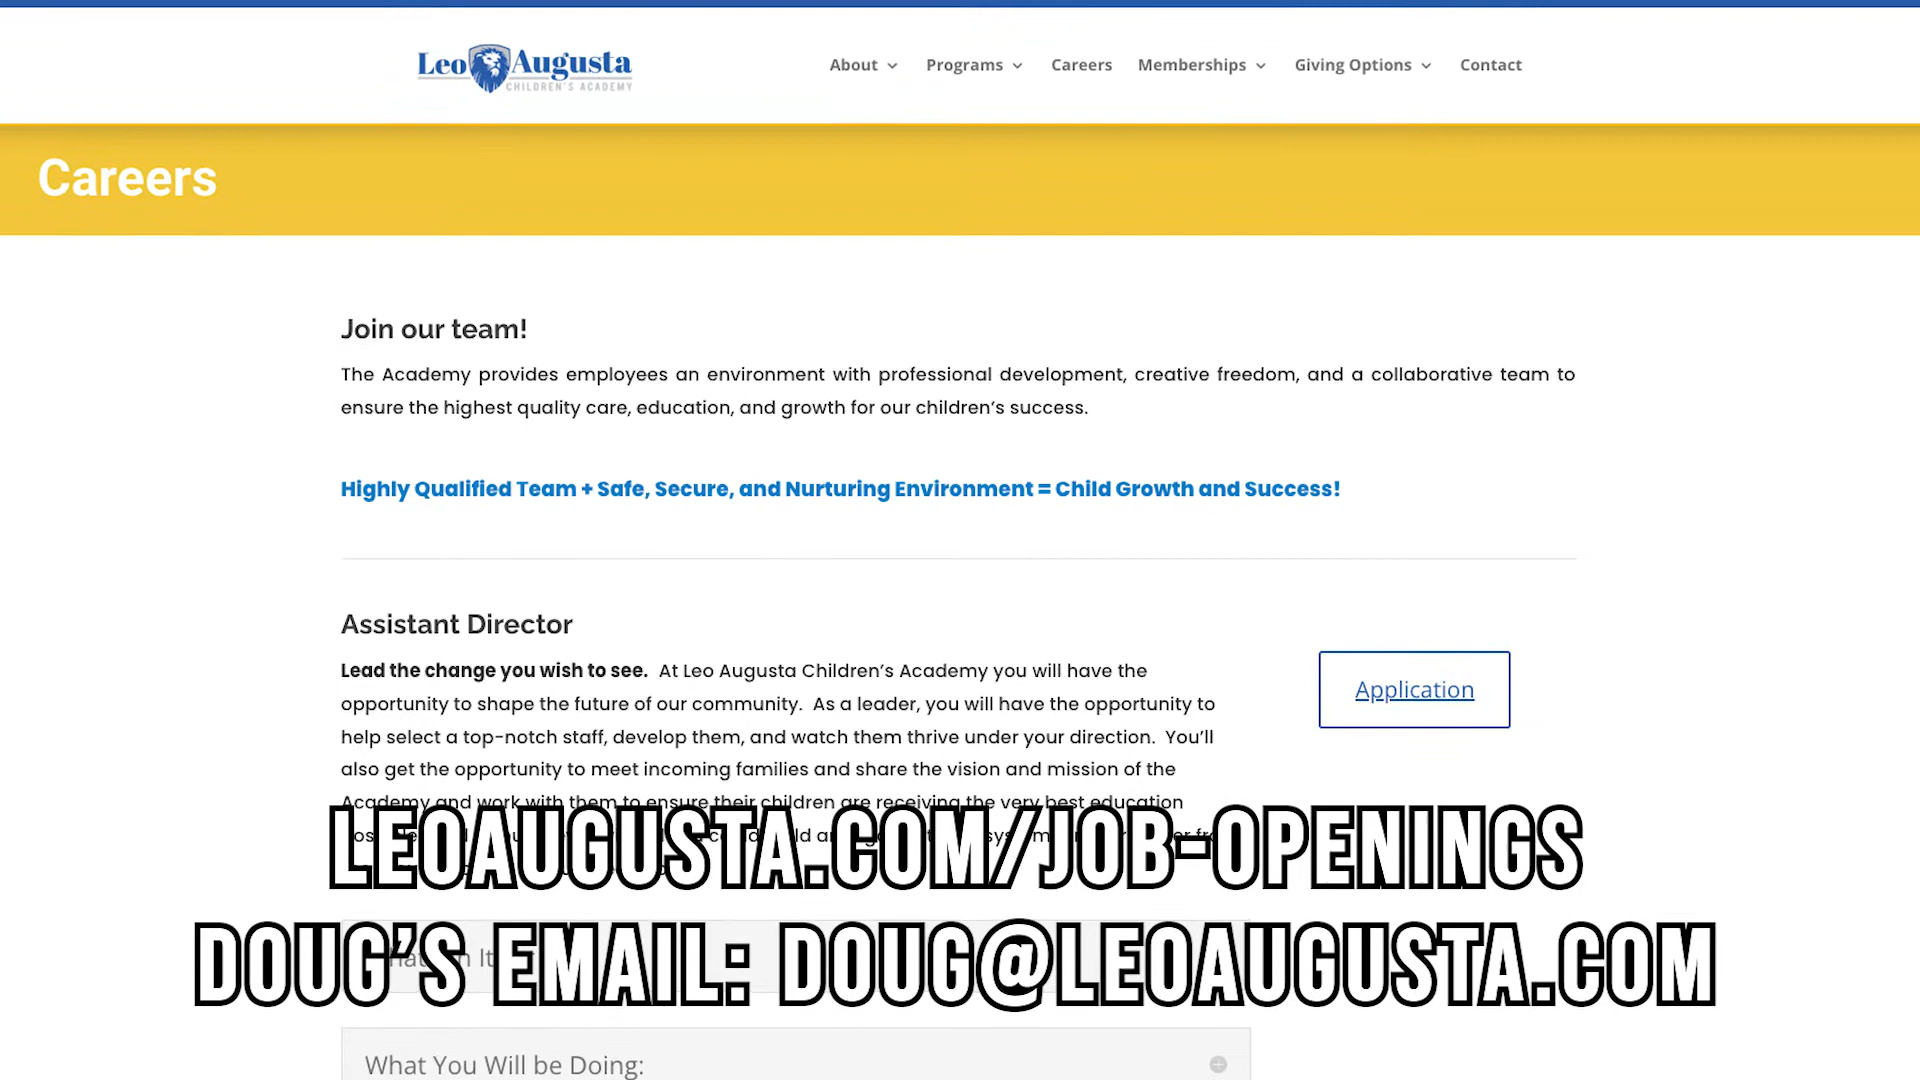 Leo Augusta
CHILDREN'S ACADEMY
About Programs Careers Memberships Giving Options Contact
Careers
Join our team!
The Academy provides employees an environment with professional development, creative freedom, and a collaborative team to
ensure the highest quality care, education, and growth for our children's success.
Highly Qualified Team + Safe, Secure, and Nurturing Environment = Child Growth and Success!
Assistant Director
Lead the change you wish to see. At Leo Augusta Children's Academy you will have the
opportunity to shape the future of our community. As a leader, you will have the opportunity to
help select a top-notch staff, develop them, and watch them thrive under your direction. You'll
also get the opportunity to meet incoming families and share the vision and mission of the
Academy and work with them to ensure their children are receiving the very best education
Application
LEOAUGUSTA.COM/JOB-OPENINGS
DOUG'S EMAIL: DOUG@LEOAUGUSTA.COM
What You Will be Doing: